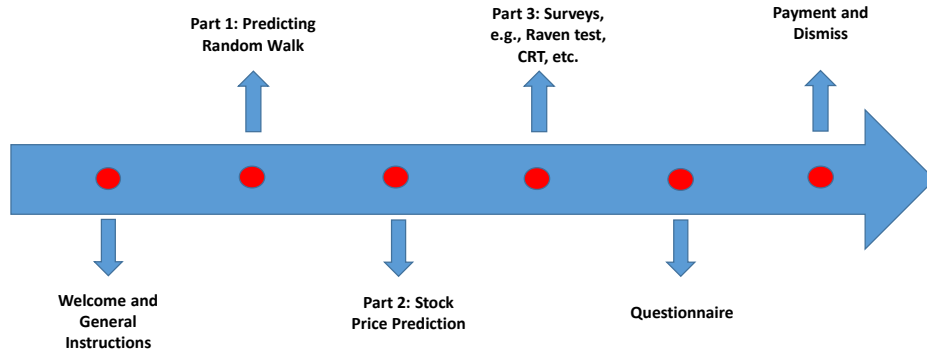 Part 1: Predicting
Random Walk
Part 3: Surveys,
e.g., Raven test,
CRT, etc.
Payment and
Dismiss
Welcome and
General
Instructions
Part 2: Stock
Price Prediction
Questionnaire